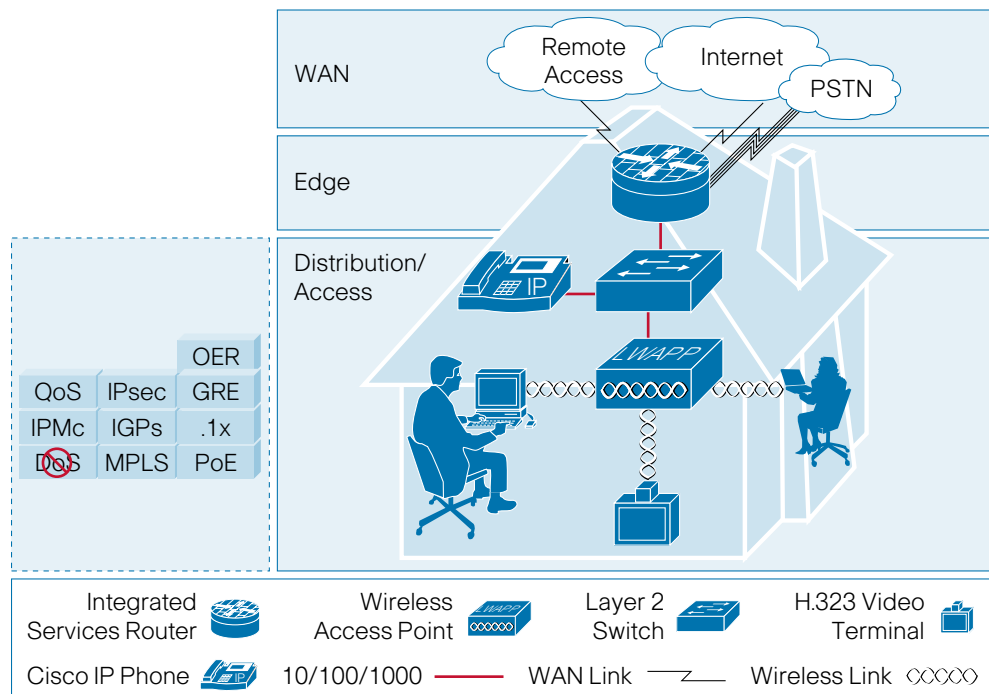 WAN
Remote
Access
Internet
PSTN
Edge
Distribution/
Access
IP
LWAPP
OER
QoS IPsec GRE
IPMc IGPs .1x
DoS MPLS PoE
Integrated
Services Router
Wireless
Access Point
LWAPP
Layer 2
Switch
H.323 Video
Terminal
Cisco IP Phone
IP
10/100/1000
WAN Link
Wireless Link